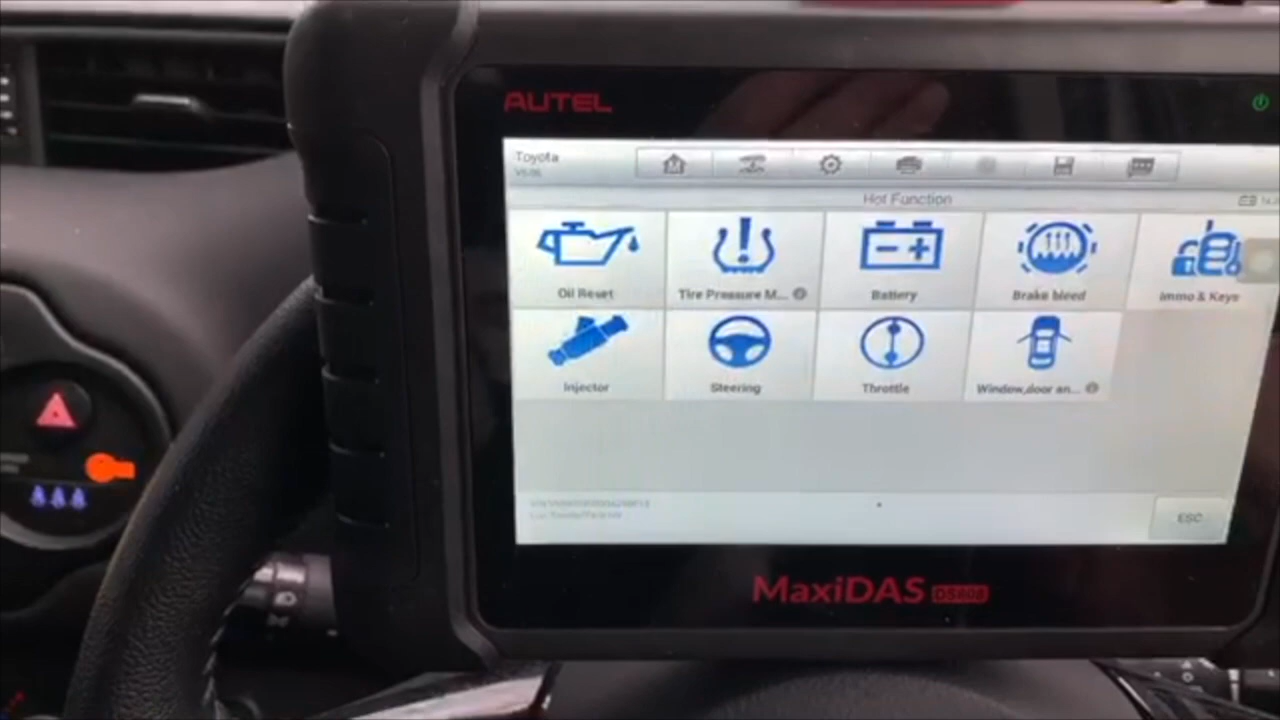 AUTEL
Toyota
Hot Function
Oil Reset
Tire Pressure M...
Battery
Brake bleed
Immo & Keys
Injector
Steering
Throttle
Window,door an...
ESC
MaxiDAS DS808